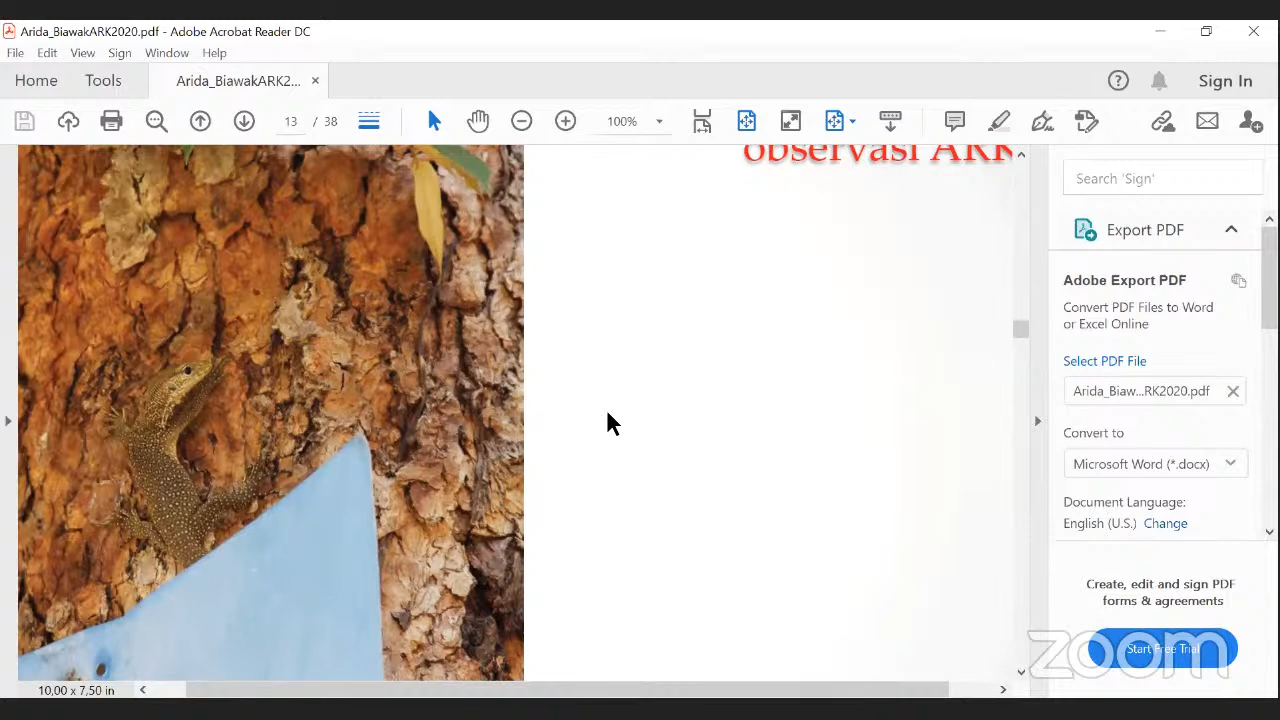 Arida_BiawakARK2020.pdf - Adobe Acrobat Reader DC
File Edit View Sign Window Help
Home Tools Arida_BiawakARK2... ×
Sign In
13 / 38
100%
observasi ARK
Search 'Sign'
Export PDF
Adobe Export PDF
Convert PDF Files to Word
or Excel Online
Select PDF File
Arida_Biaw...RK2020.pdf
Convert to
Microsoft Word (*.docx)
Document Language:
English (U.S.) Change
Create, edit and sign PDF
forms & agreements
Start Free Trial
zoom
10,00 x 7,50 in